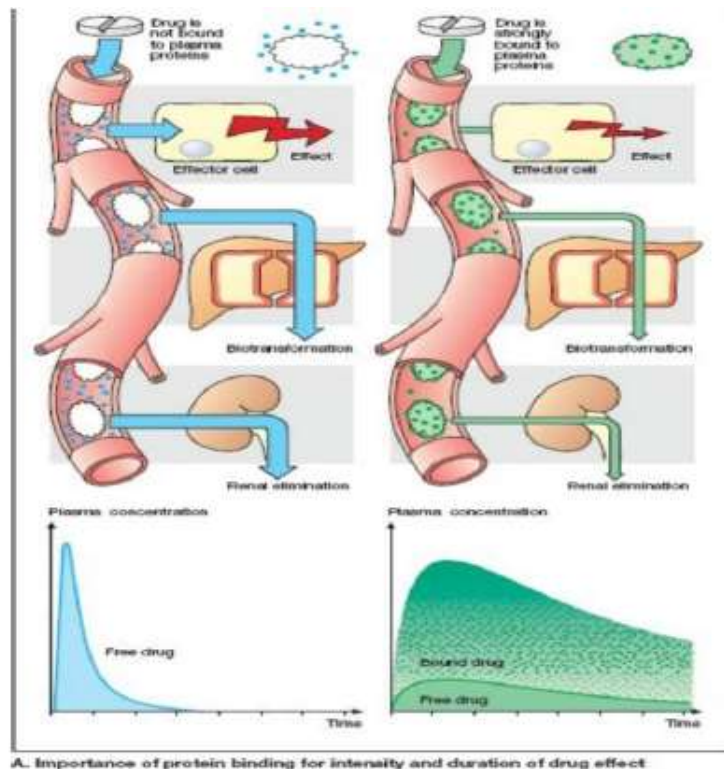 Drug is
not bound
to plasma
proteins
Drug is
strongly
bound to
plasma
proteins
Effect
Effector cell
Effect
Effector cell
Biotransformation
Biotransformation
Renal elimination
Renal elimination
Plasma concentration
Plasma concentration
Free drug
Time
Bound drug
Free drug
Time
A. Importance of protein binding for intensity and duration of drug effect